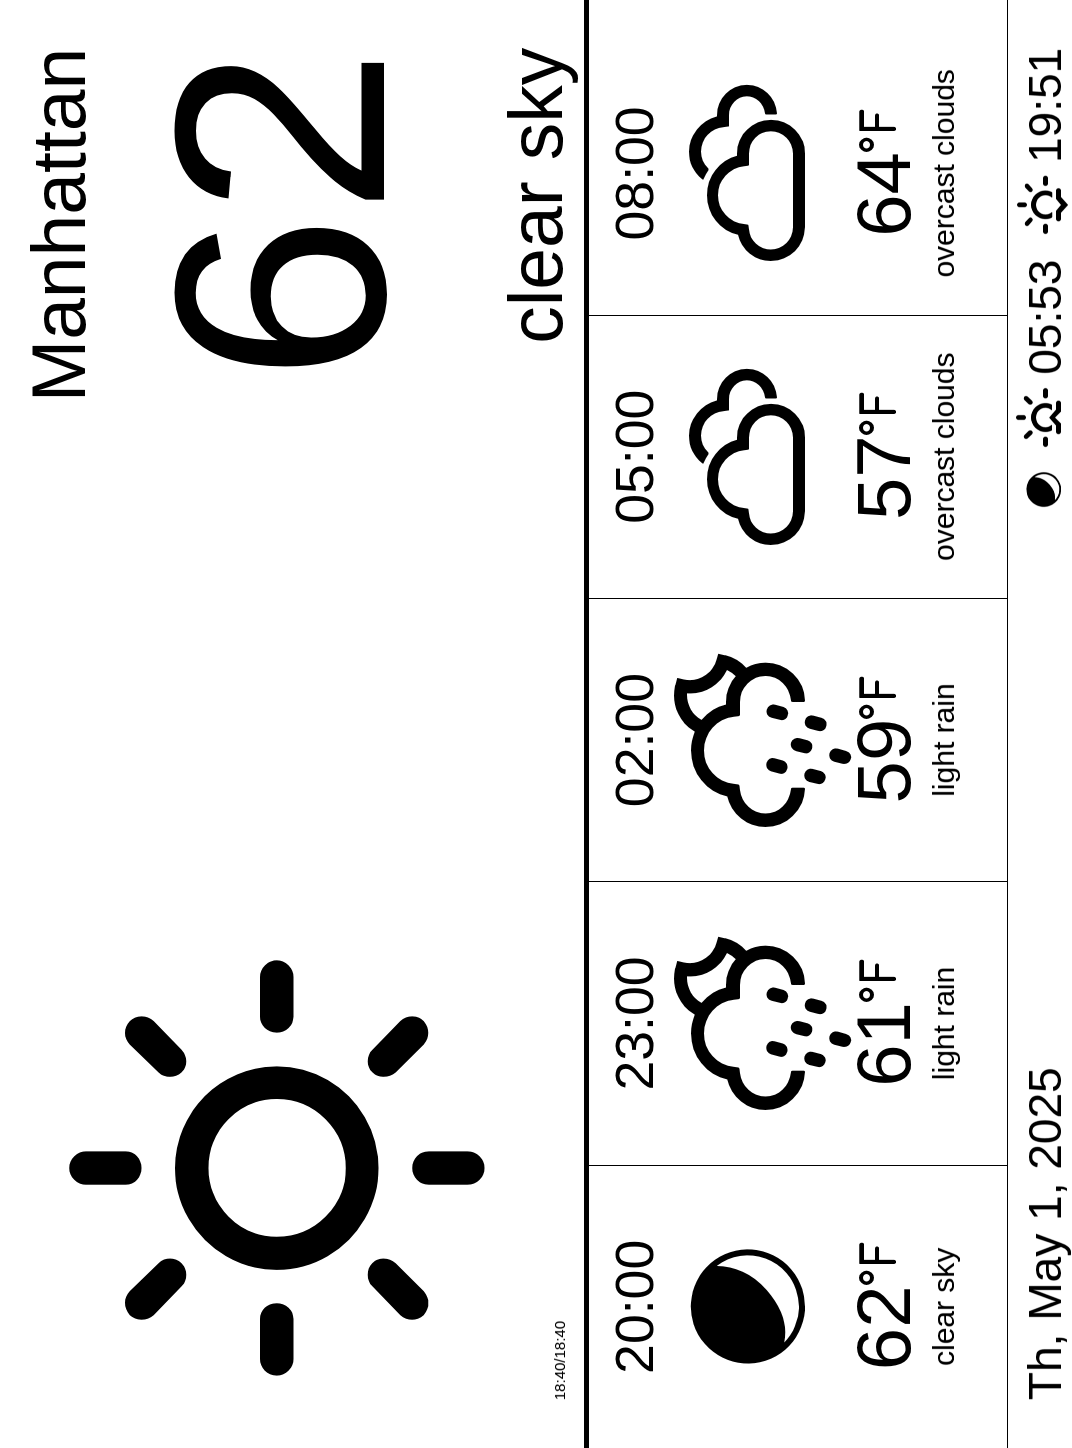 Manhattan
62
clear sky
18:40/18:40
20:00 23:00 02:00 05:00 08:00
62°F 61°F 59°F 57°F 64°F
clear sky light rain light rain overcast clouds overcast clouds
Th, May 1, 2025 05:53 19:51